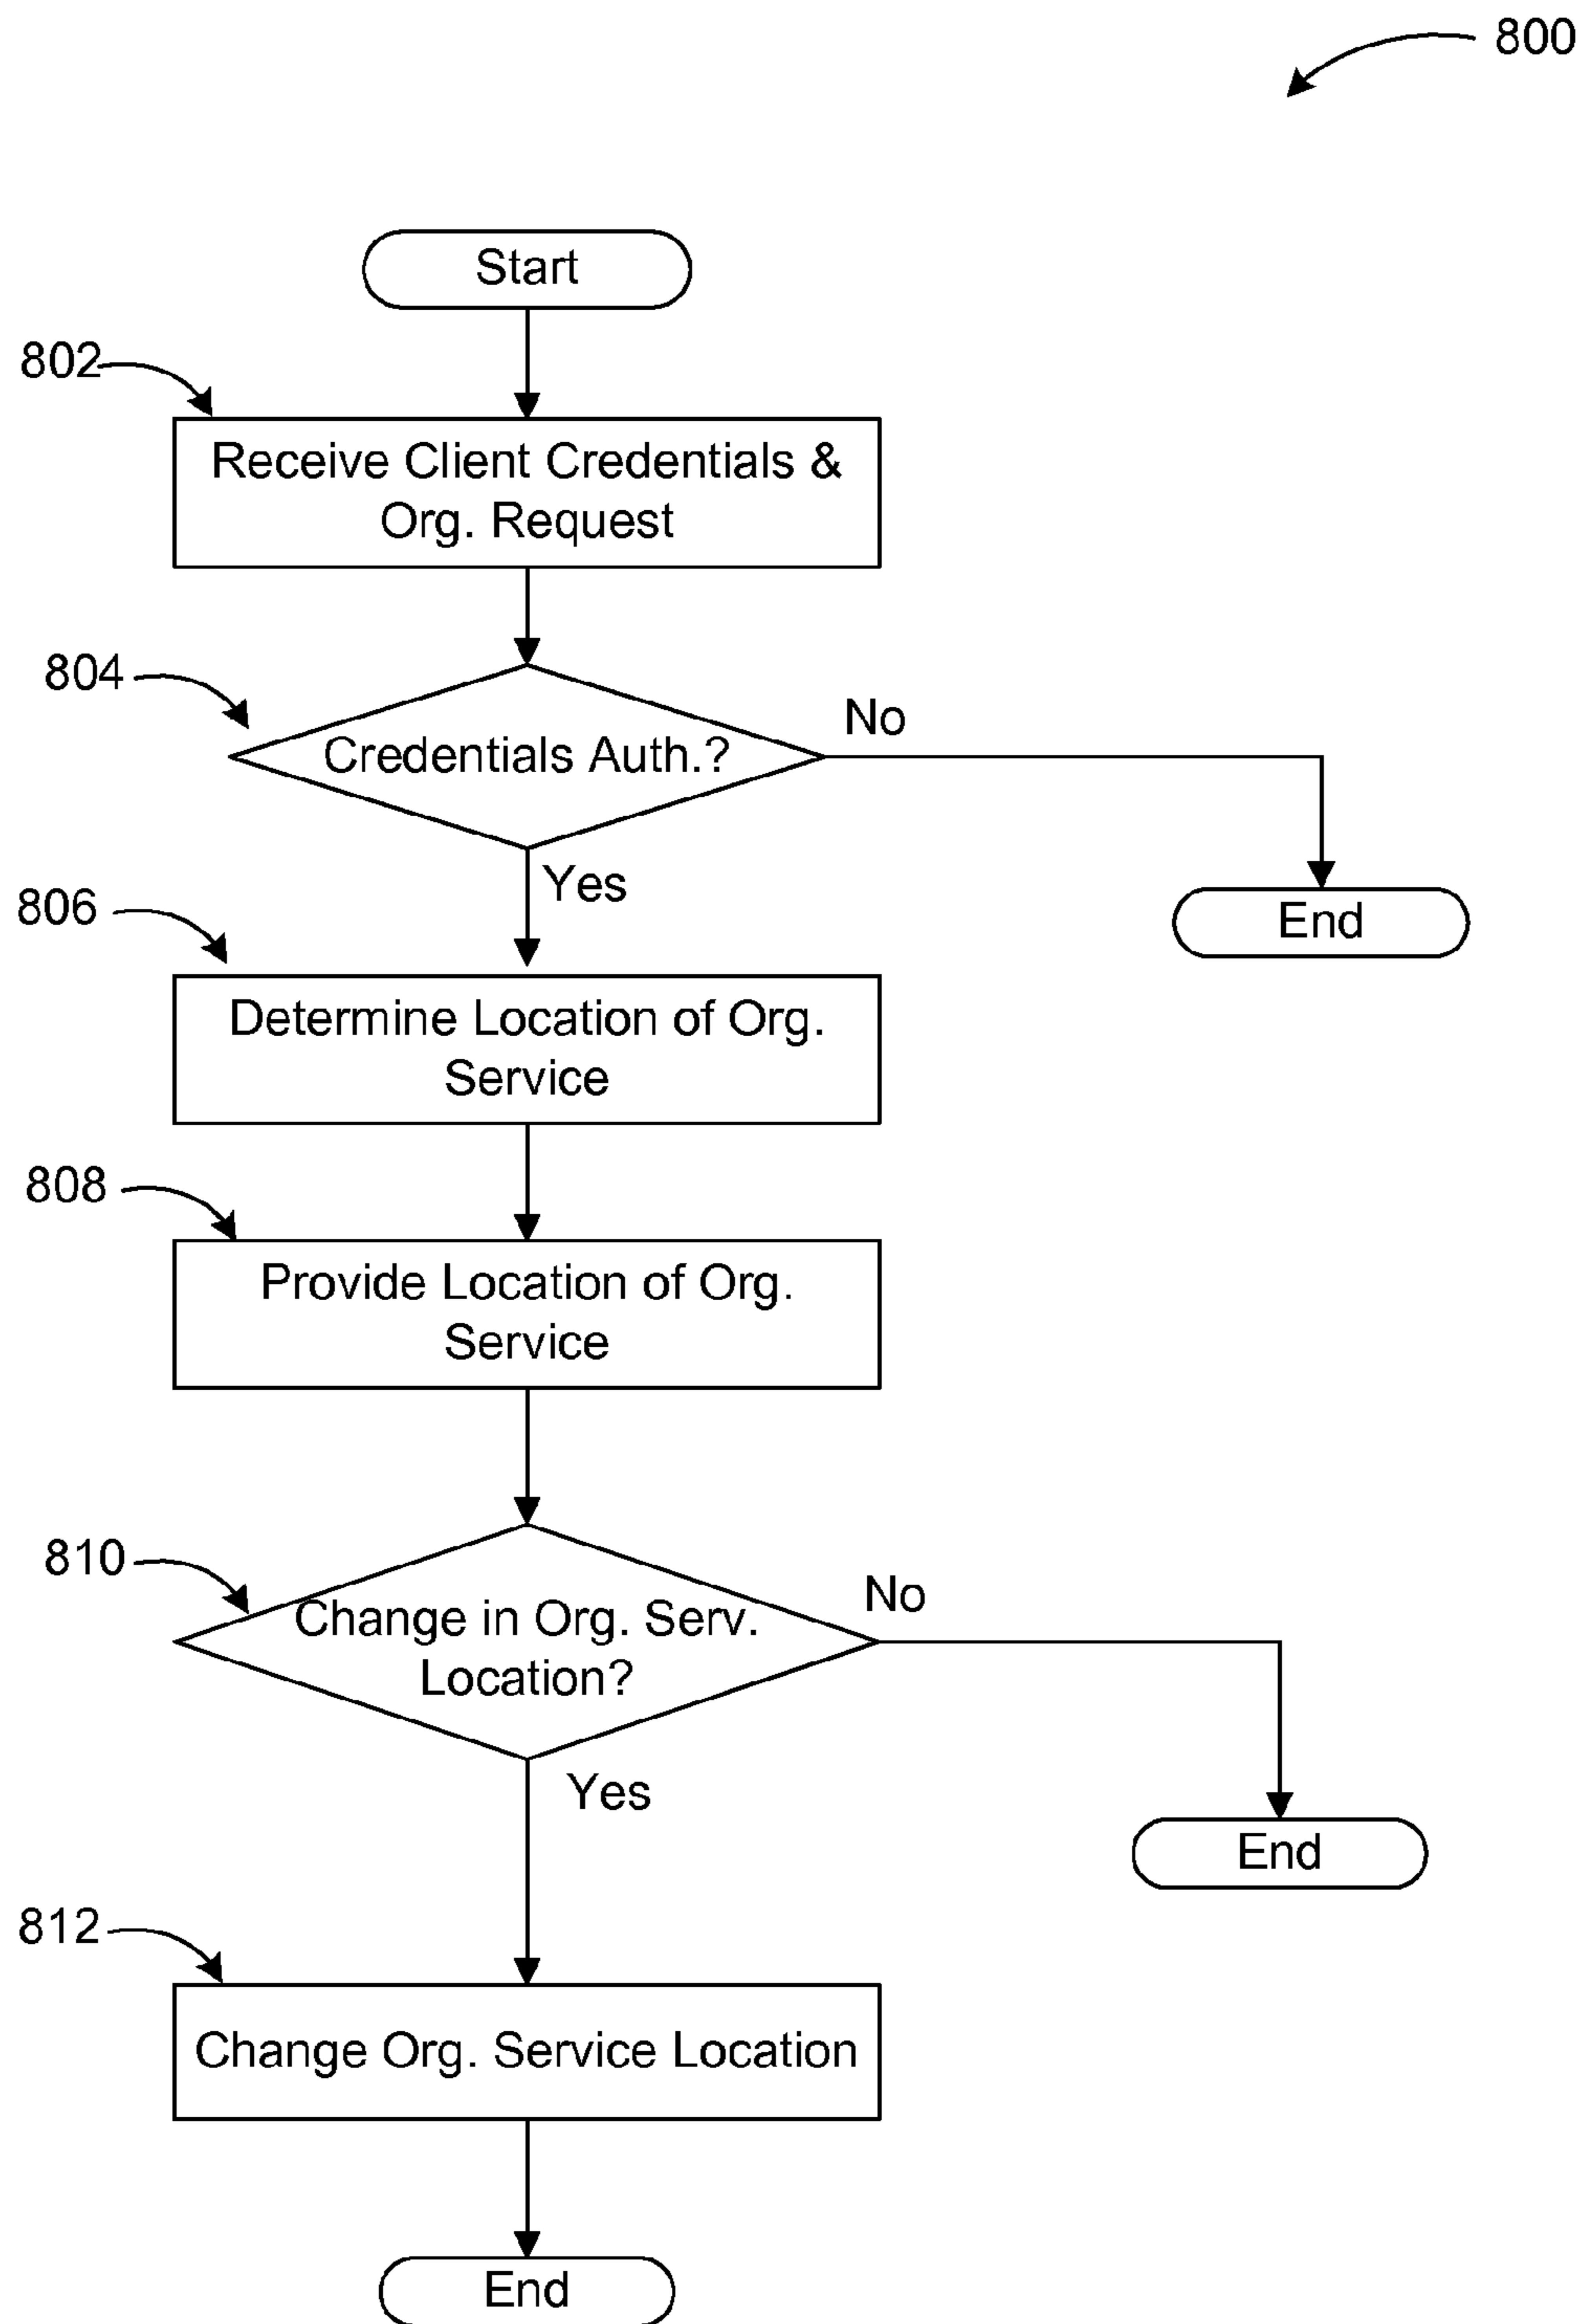 800
Start
802
Receive Client Credentials &
Org. Request
804
Credentials Auth.?
No
Yes
End
806
Determine Location of Org.
Service
808
Provide Location of Org.
Service
810
Change in Org. Serv.
Location?
No
Yes
End
812
Change Org. Service Location
End